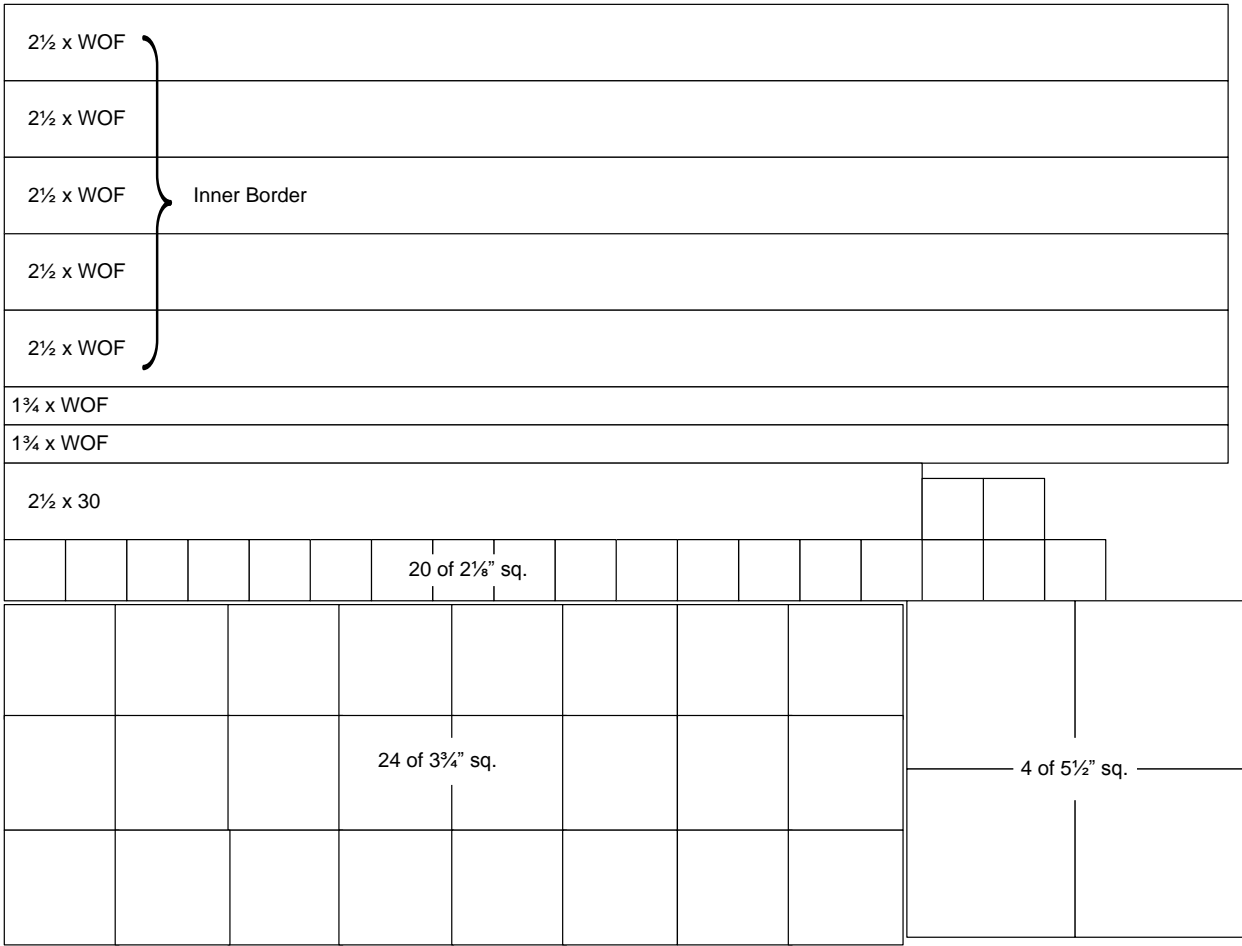 2½ x WOF
2½ x WOF
2½ x WOF Inner Border
2½ x WOF
2½ x WOF
1¾ x WOF
1¾ x WOF
2½ x 30
20 of 2⅛” sq.
24 of 3¾” sq.
4 of 5½” sq.